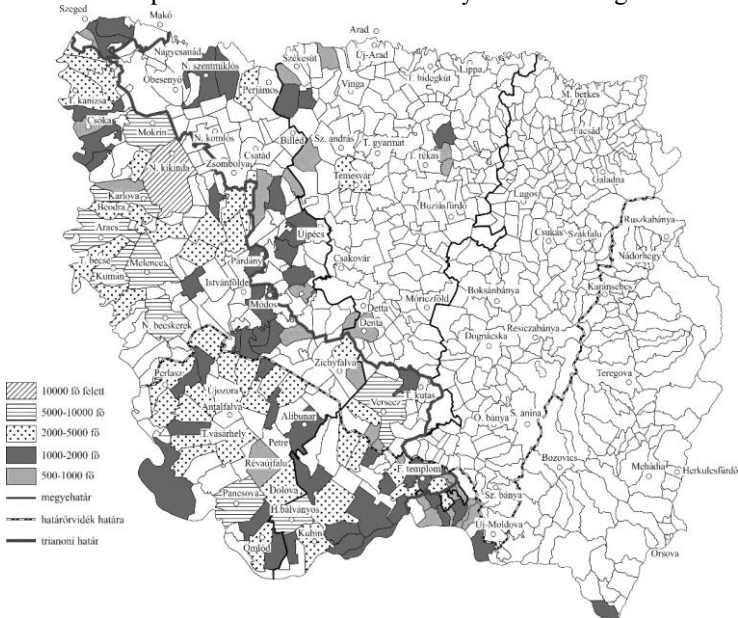 Szeged
Makó
Nagycsanád
N. szentmiklós
Obesenyő
Perjámos
T. kanizsa
Csóka
Mokrin
N. komlós
Csatád
Zsombolya
N. kikinda
Billéd
Székesút
Arad
Új-Arad
T. hidegkút
Lippa
Vinga
Sz. andrás
T. gyarmat
T. rékas
Temesvár
Buziásfürdő
M. berkes
Facsád
Galadna
Lugos
Csukás
Szákfalu
Ruszkabánya
Nádorhegy
Karánsebes
Karlova
Beodra
Aracs
T. becse
Melence
Kumán
Párdány
Istvánfölde
Módos
Újpécs
Csakovár
Detta
Denta
Móriczföld
Boksánbánya
Dognácska
Resiczabánya
Teregova
N. becskerek
Zichyfalva
Perlasz
Újozora
Antalfalva
T.vásárhely
Alibunár
Petre
Révaújfalu
Versecz
T. kutas
O. bánya
S. anina
Bozovics
Mehádia
Herkulesfürdő
F. templom
Sz. bánya
Új-Moldova
Orsova
Pancsova
Dolova
H.bálványos
Kubin
Omlód
10000 fő felett
5000-10000 fő
2000-5000 fő
1000-2000 fő
500-1000 fő
megyehatár
határőrvidék határa
trianoni határ